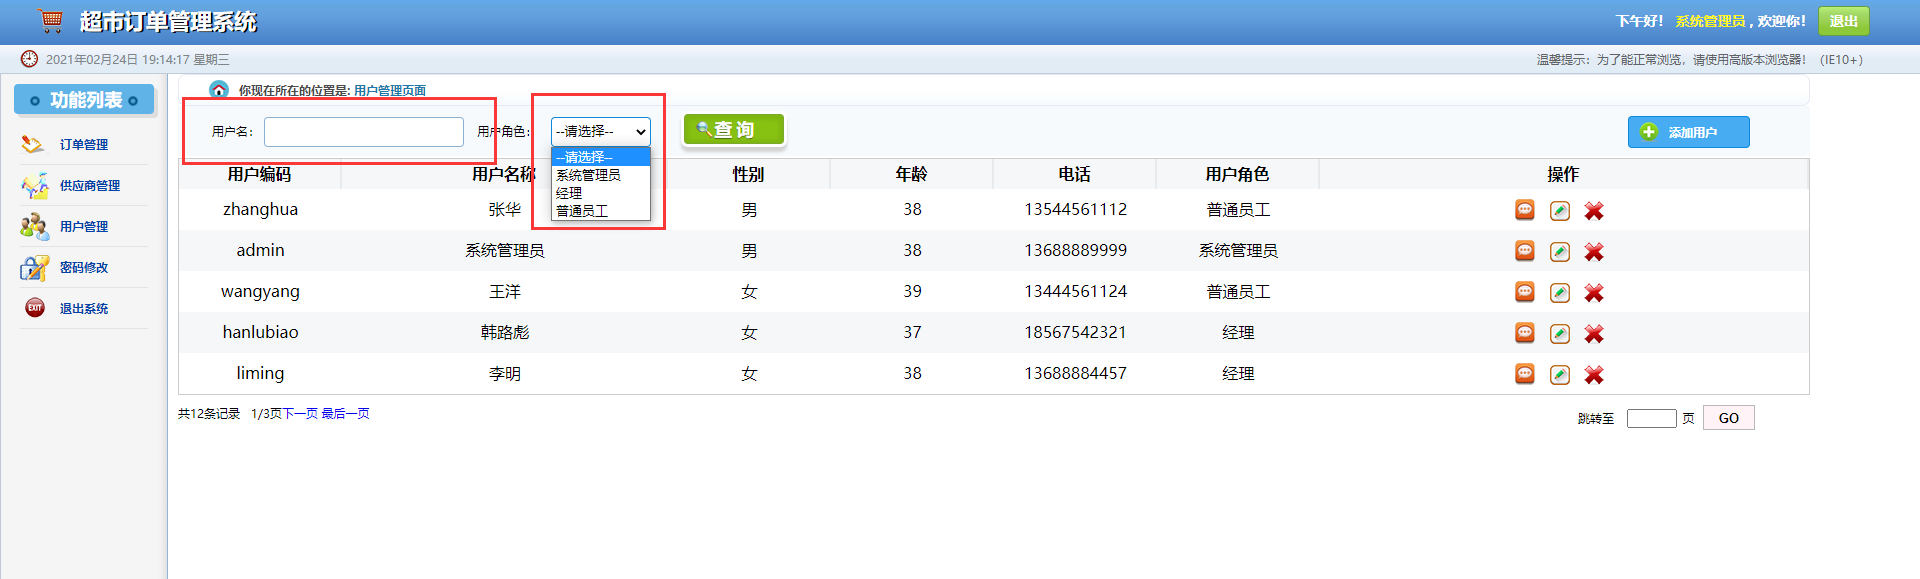 超市订单管理系统
下午好！ 系统管理员 , 欢迎你！ 退出
2021年02月24日 19:14:17 星期三
温馨提示：为了能正常浏览，请使用高版本浏览器！ (IE10+)
功能列表
订单管理
供应商管理
用户管理
密码修改
退出系统
你现在所在的位置是: 用户管理页面
用户名： 用户角色： --请选择-- 查 询 添加用户
--请选择--
系统管理员
经理
普通员工
用户编码 用户名称 性别 年龄 电话 用户角色 操作
zhanghua 张华 男 38 13544561112 普通员工
admin 系统管理员 男 38 13688889999 系统管理员
wangyang 王洋 女 39 13444561124 普通员工
hanlubiao 韩路彪 女 37 18567542321 经理
liming 李明 女 38 13688884457 经理
共12条记录 1/3页下一页 最后一页
跳转至 页 GO
EXIT